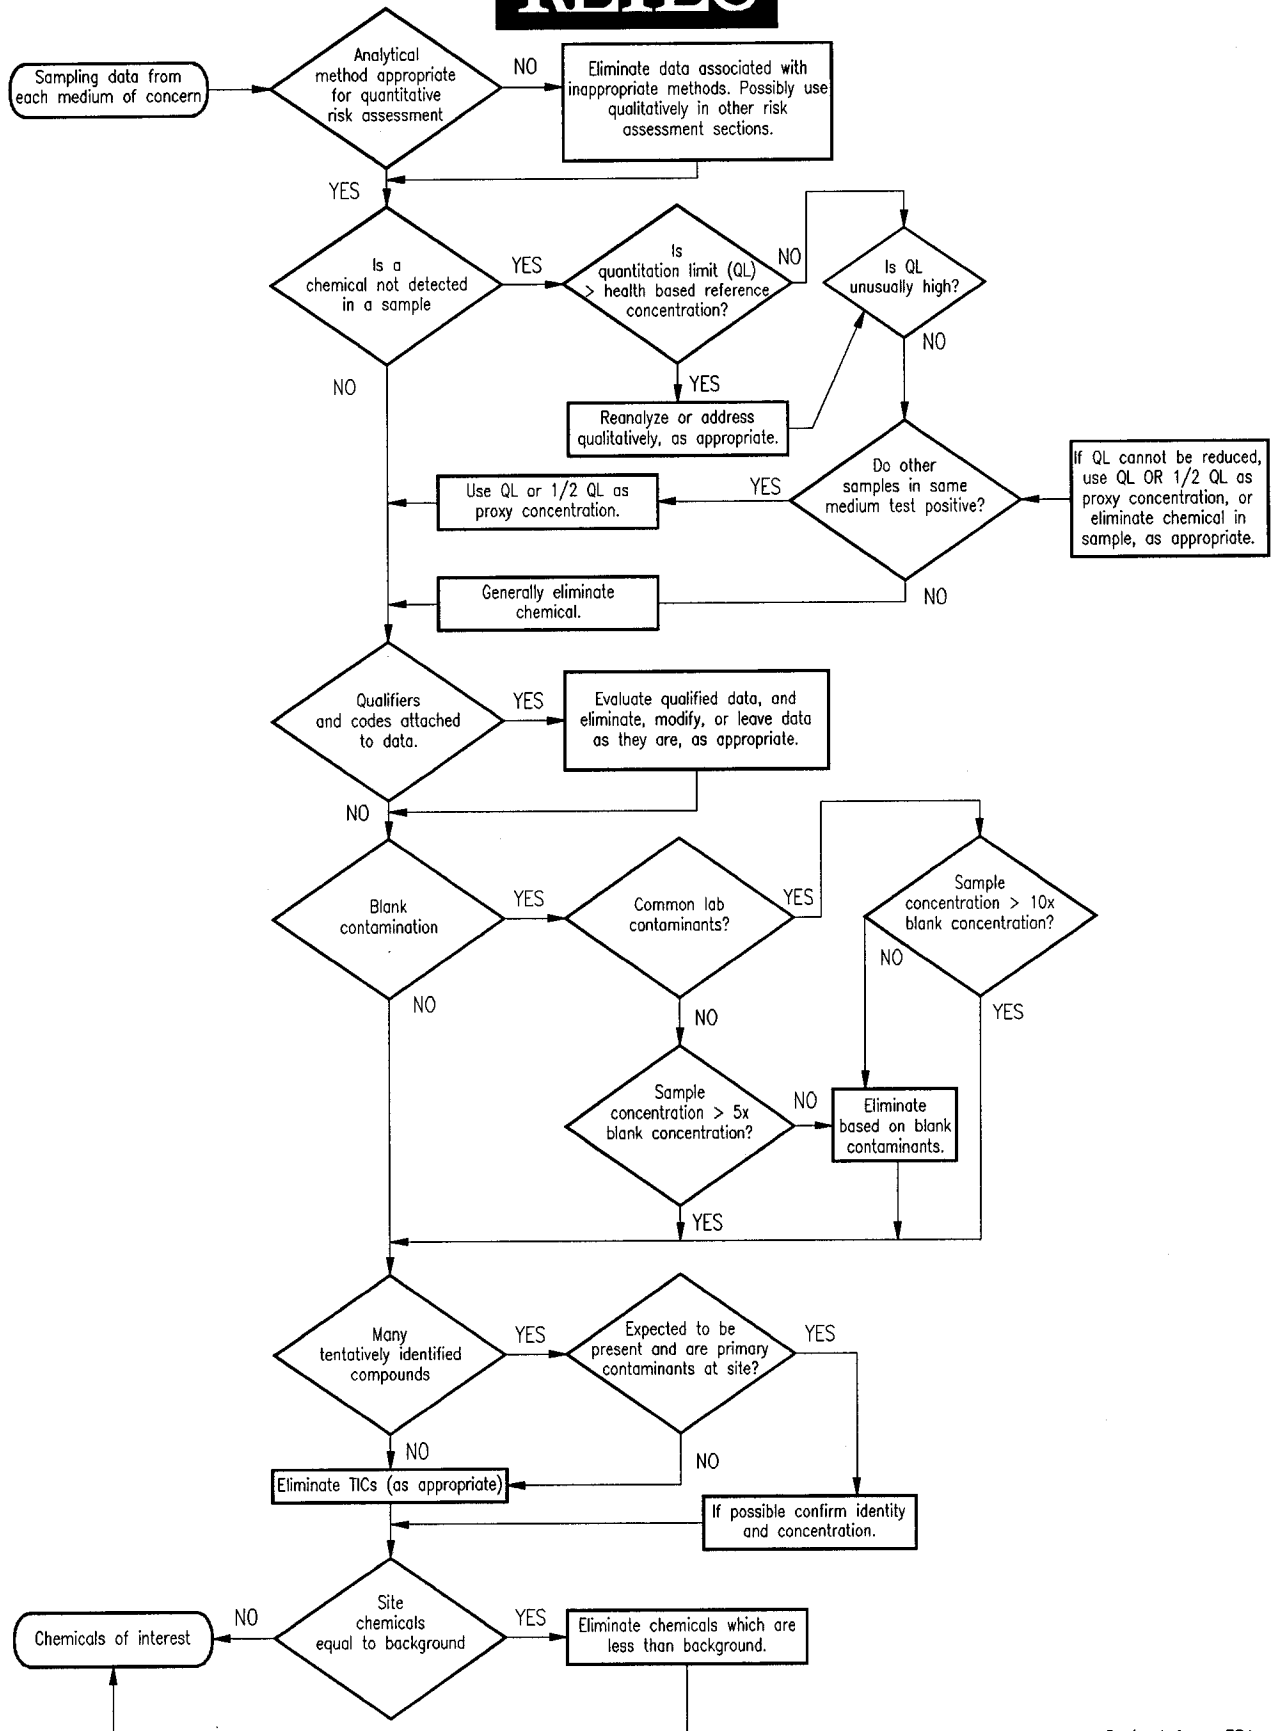 Analytical
method appropriate
for quantitative
risk assessment
NO
Eliminate data associated with
inappropriate methods. Possibly use
qualitatively in other risk
assessment sections.
Sampling data from
each medium of concern
YES
Is a
chemical not detected
in a sample
YES
Is
quantitation limit (QL)
> health based reference
concentration?
NO
Is QL
unusually high?
NO
YES
NO
Reanalyze or address
qualitatively, as appropriate.
Do other
samples in same
medium test positive?
If QL cannot be reduced,
use QL OR 1/2 QL as
proxy concentration, or
eliminate chemical in
sample, as appropriate.
YES
Use QL or 1/2 QL as
proxy concentration.
NO
Generally eliminate
chemical.
Qualifiers
and codes attached
to data.
YES
Evaluate qualified data, and
eliminate, modify, or leave data
as they are, as appropriate.
NO
Blank
contamination
YES
Common lab
contaminants?
YES
Sample
concentration > 10x
blank concentration?
NO
NO
NO
YES
Sample
concentration > 5x
blank concentration?
NO
Eliminate
based on blank
contaminants.
YES
Many
tentatively identified
compounds
YES
Expected to be
present and are primary
contaminants at site?
YES
NO
NO
Eliminate TICs (as appropriate)
If possible confirm identity
and concentration.
Site
chemicals
equal to background
NO
Chemicals of interest
YES
Eliminate chemicals which are
less than background.